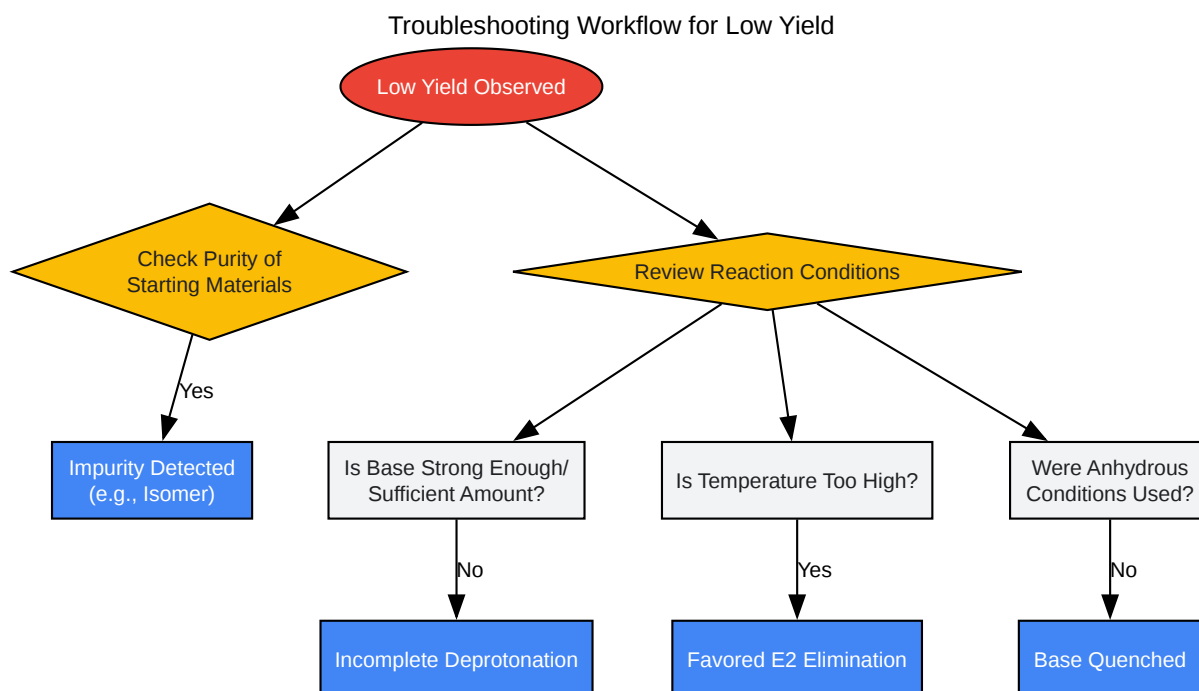 Troubleshooting Workflow for Low Yield
Low Yield Observed
Check Purity of
Starting Materials
Review Reaction Conditions
Yes
Impurity Detected
(e.g., Isomer)
Is Base Strong Enough/
Sufficient Amount?
Is Temperature Too High?
Were Anhydrous
Conditions Used?
No
Yes
No
Incomplete Deprotonation
Favored E2 Elimination
Base Quenched